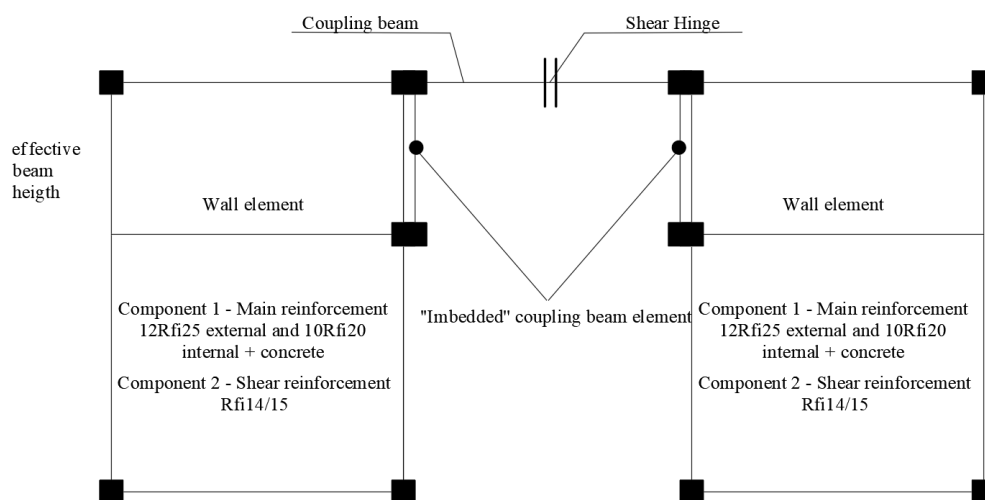 Coupling beam
Shear Hinge
effective
beam
heigth
Wall element
Wall element
Component 1 - Main reinforcement
12Rfi25 external and 10Rfi20
internal + concrete
Component 2 - Shear reinforcement
Rfi14/15
"Imbedded" coupling beam element
Component 1 - Main reinforcement
12Rfi25 external and 10Rfi20
internal + concrete
Component 2 - Shear reinforcement
Rfi14/15